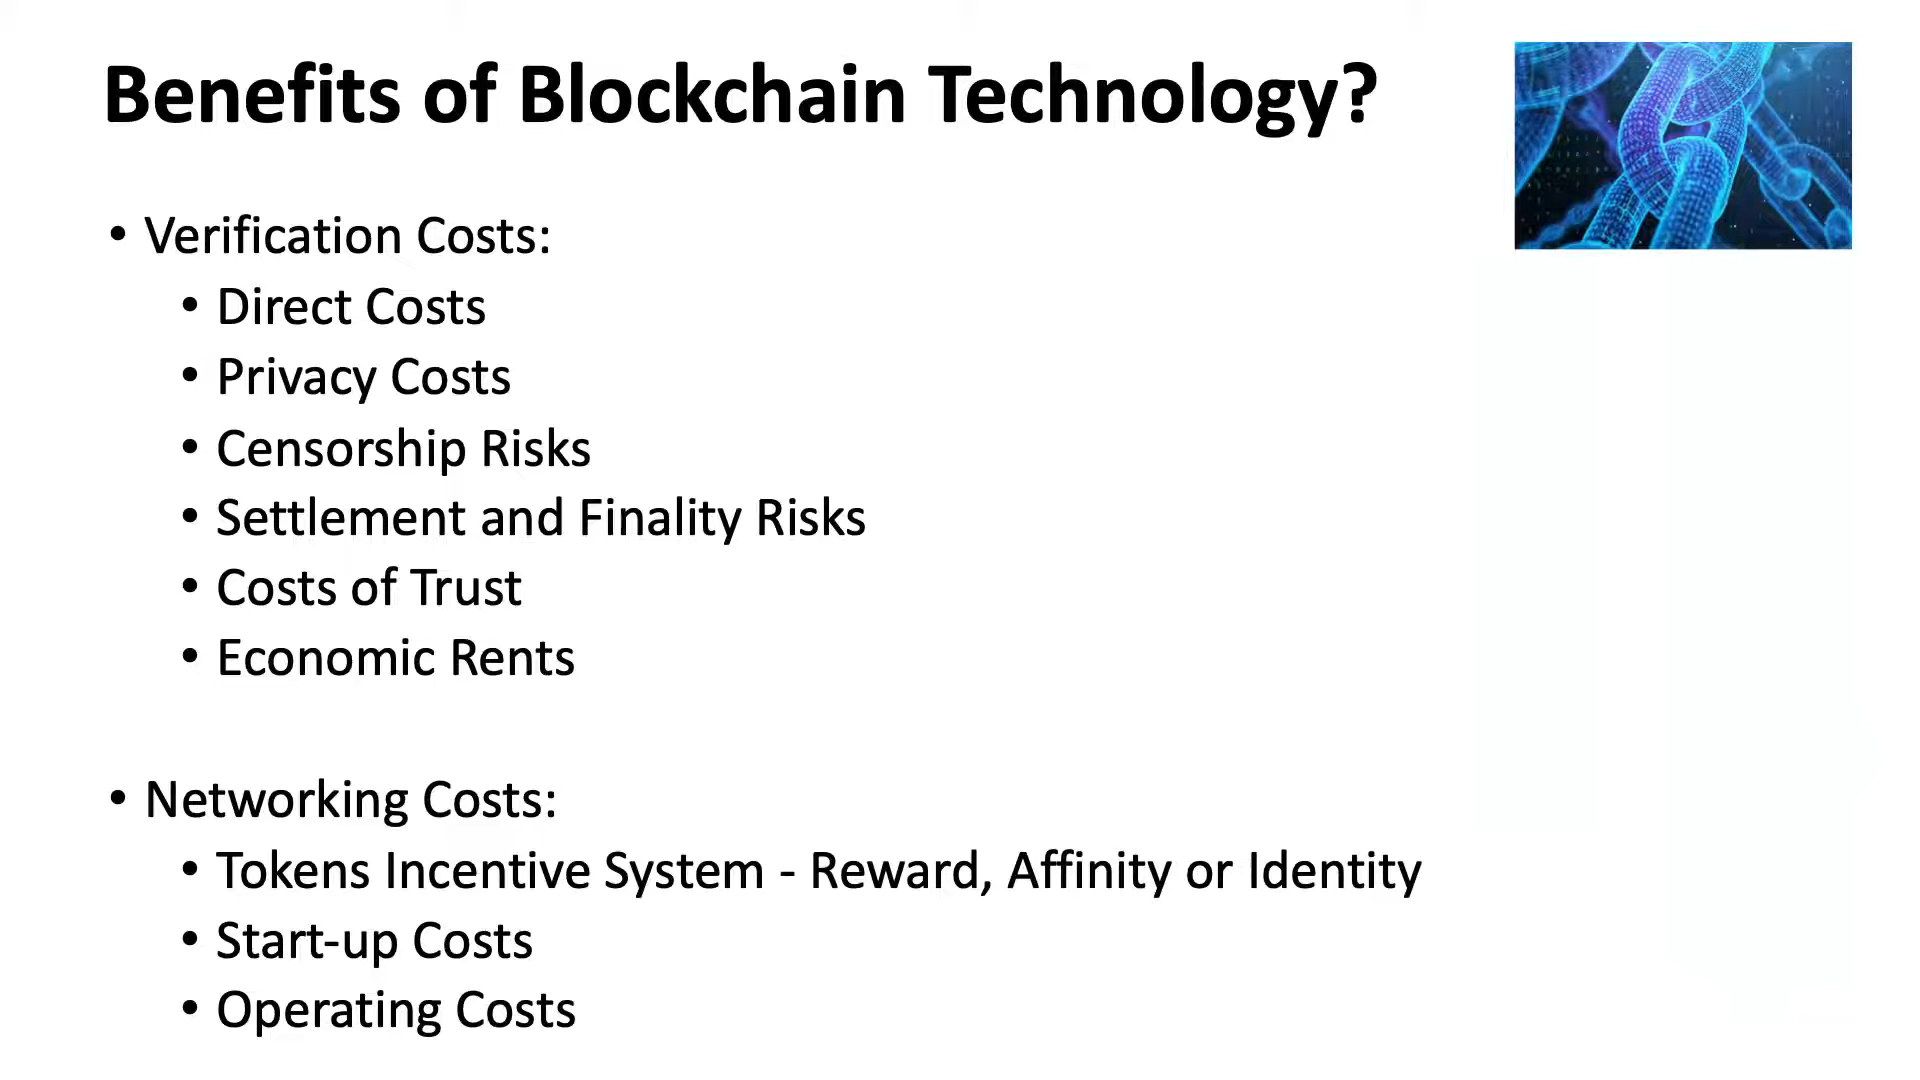 Benefits of Blockchain Technology?
• Verification Costs:
• Direct Costs
• Privacy Costs
• Censorship Risks
• Settlement and Finality Risks
• Costs of Trust
• Economic Rents
• Networking Costs:
• Tokens Incentive System - Reward, Affinity or Identity
• Start-up Costs
• Operating Costs